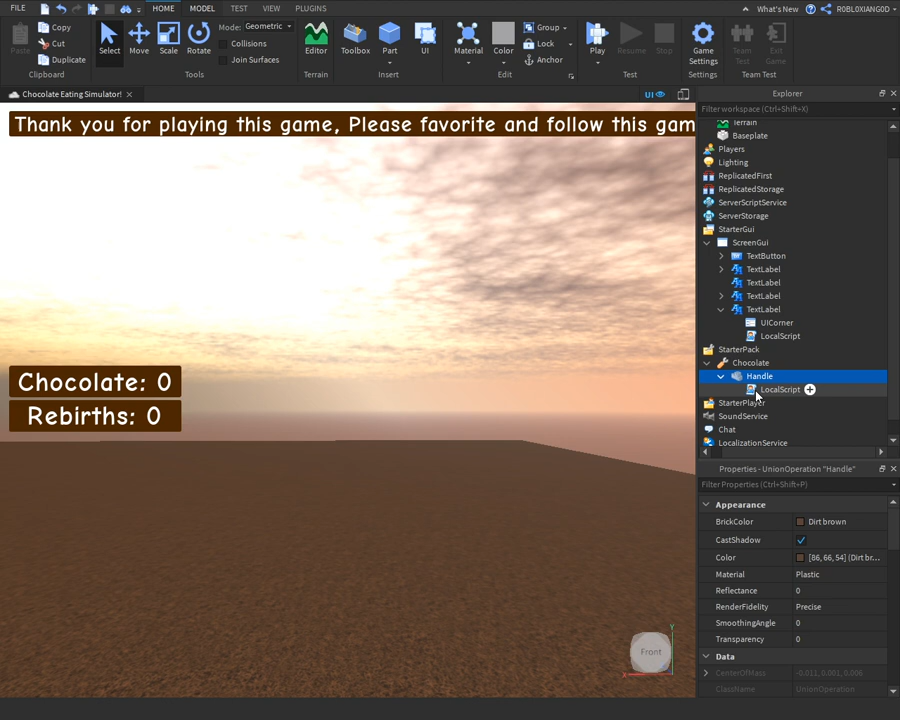 FILE HOME MODEL TEST VIEW PLUGINS What's New R0BL0XIANG0D
Paste Copy Cut Duplicate Select Move Scale Rotate Mode: Geometric Collisions Join Surfaces Editor Toolbox Part UI Material Color Group Lock Anchor Play Resume Stop Game Settings Team Test Exit Game
Clipboard Tools Terrain Insert Edit Test Settings Team Test
Chocolate Eating Simulator! UI
Thank you for playing this game, Please favorite and follow this gam
Chocolate: 0
Rebirths: 0
Front
Y
X
Explorer
Filter workspace (Ctrl+Shift+X)
Terrain
Baseplate
Players
Lighting
ReplicatedFirst
ReplicatedStorage
ServerScriptService
ServerStorage
StarterGui
ScreenGui
TextButton
TextLabel
TextLabel
TextLabel
TextLabel
UICorner
LocalScript
StarterPack
Chocolate
Handle
LocalScript
StarterPlayer
SoundService
Chat
LocalizationService
Properties - UnionOperation "Handle"
Filter Properties (Ctrl+Shift+P)
Appearance
BrickColor Dirt brown
CastShadow
Color [86, 66, 54] (Dirt br...
Material Plastic
Reflectance 0
RenderFidelity Precise
SmoothingAngle 0
Transparency 0
Data
CenterOfMass -0.011, 0.001, 0.006
ClassName UnionOperation